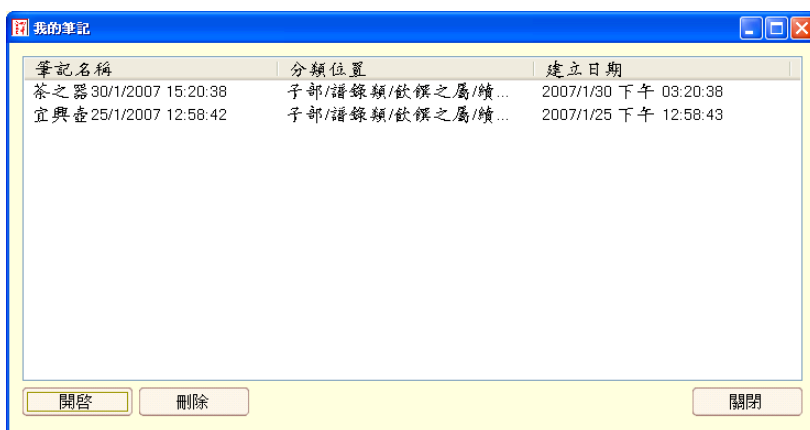 我的筆記
筆記名稱 分類位置 建立日期
茶之器30/1/2007 15:20:38 子部/譜錄類/飲饌之屬/續... 2007/1/30 下午 03:20:38
宜興壺25/1/2007 12:58:42 子部/譜錄類/飲饌之屬/續... 2007/1/25 下午 12:58:43
開啓 刪除 關閉